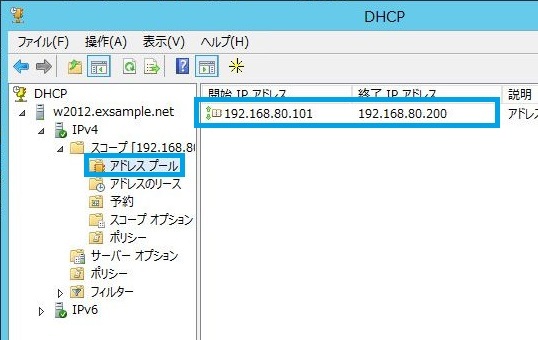 DHCP
ファイル(F) 操作(A) 表示(V) ヘルプ(H)
DHCP
w2012.exsample.net
IPv4
スコープ [192.168.80
アドレス プール
アドレスのリース
予約
スコープ オプション
ポリシー
サーバー オプション
ポリシー
フィルター
IPv6
開始 IP アドレス 終了 IP アドレス 説明
192.168.80.101 192.168.80.200 アドレ